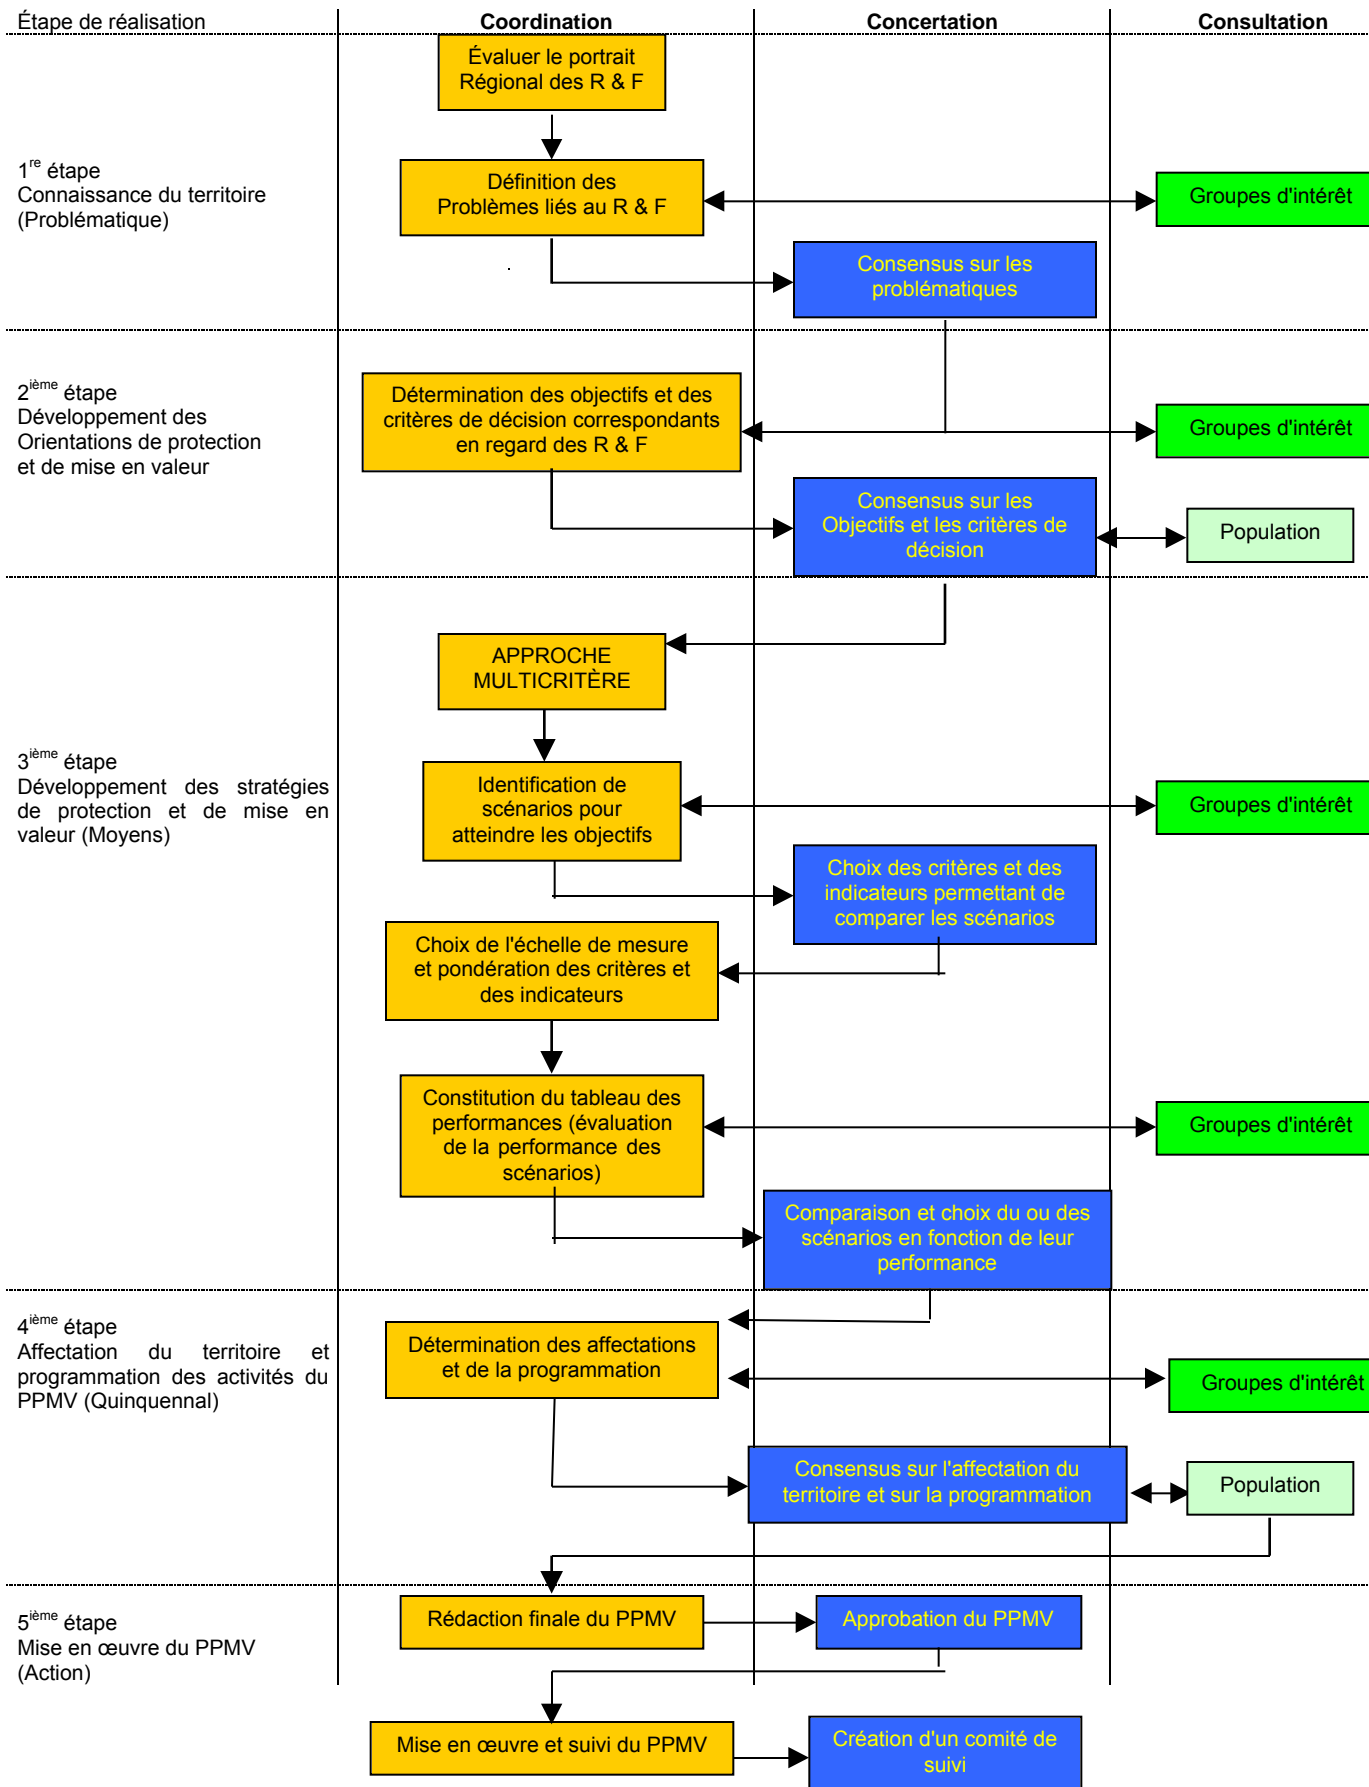 Étape de réalisation
Coordination
Concertation
Consultation
Évaluer le portrait
Régional des R & F
1re étape
Connaissance du territoire
(Problématique)
Définition des
Problèmes liés au R & F
Groupes d'intérêt
Consensus sur les
problématiques
2ième étape
Développement des
Orientations de protection
et de mise en valeur
Détermination des objectifs et des
critères de décision correspondants
en regard des R & F
Groupes d'intérêt
Consensus sur les
Objectifs et les critères de
décision
Population
APPROCHE
MULTICRITÈRE
3ième étape
Développement des stratégies
de protection et de mise en
valeur (Moyens)
Identification de
scénarios pour
atteindre les objectifs
Groupes d'intérêt
Choix des critères et des
indicateurs permettant de
comparer les scénarios
Choix de l'échelle de mesure
et pondération des critères et
des indicateurs
Constitution du tableau des
performances (évaluation
de la performance des
scénarios)
Groupes d'intérêt
Comparaison et choix du ou des
scénarios en fonction de leur
performance
4ième étape
Affectation du territoire et
programmation des activités du
PPMV (Quinquennal)
Détermination des affectations
et de la programmation
Groupes d'intérêt
Consensus sur l'affectation du
territoire et sur la programmation
Population
5ième étape
Mise en œuvre du PPMV
(Action)
Rédaction finale du PPMV
Approbation du PPMV
Mise en œuvre et suivi du PPMV
Création d'un comité de
suivi